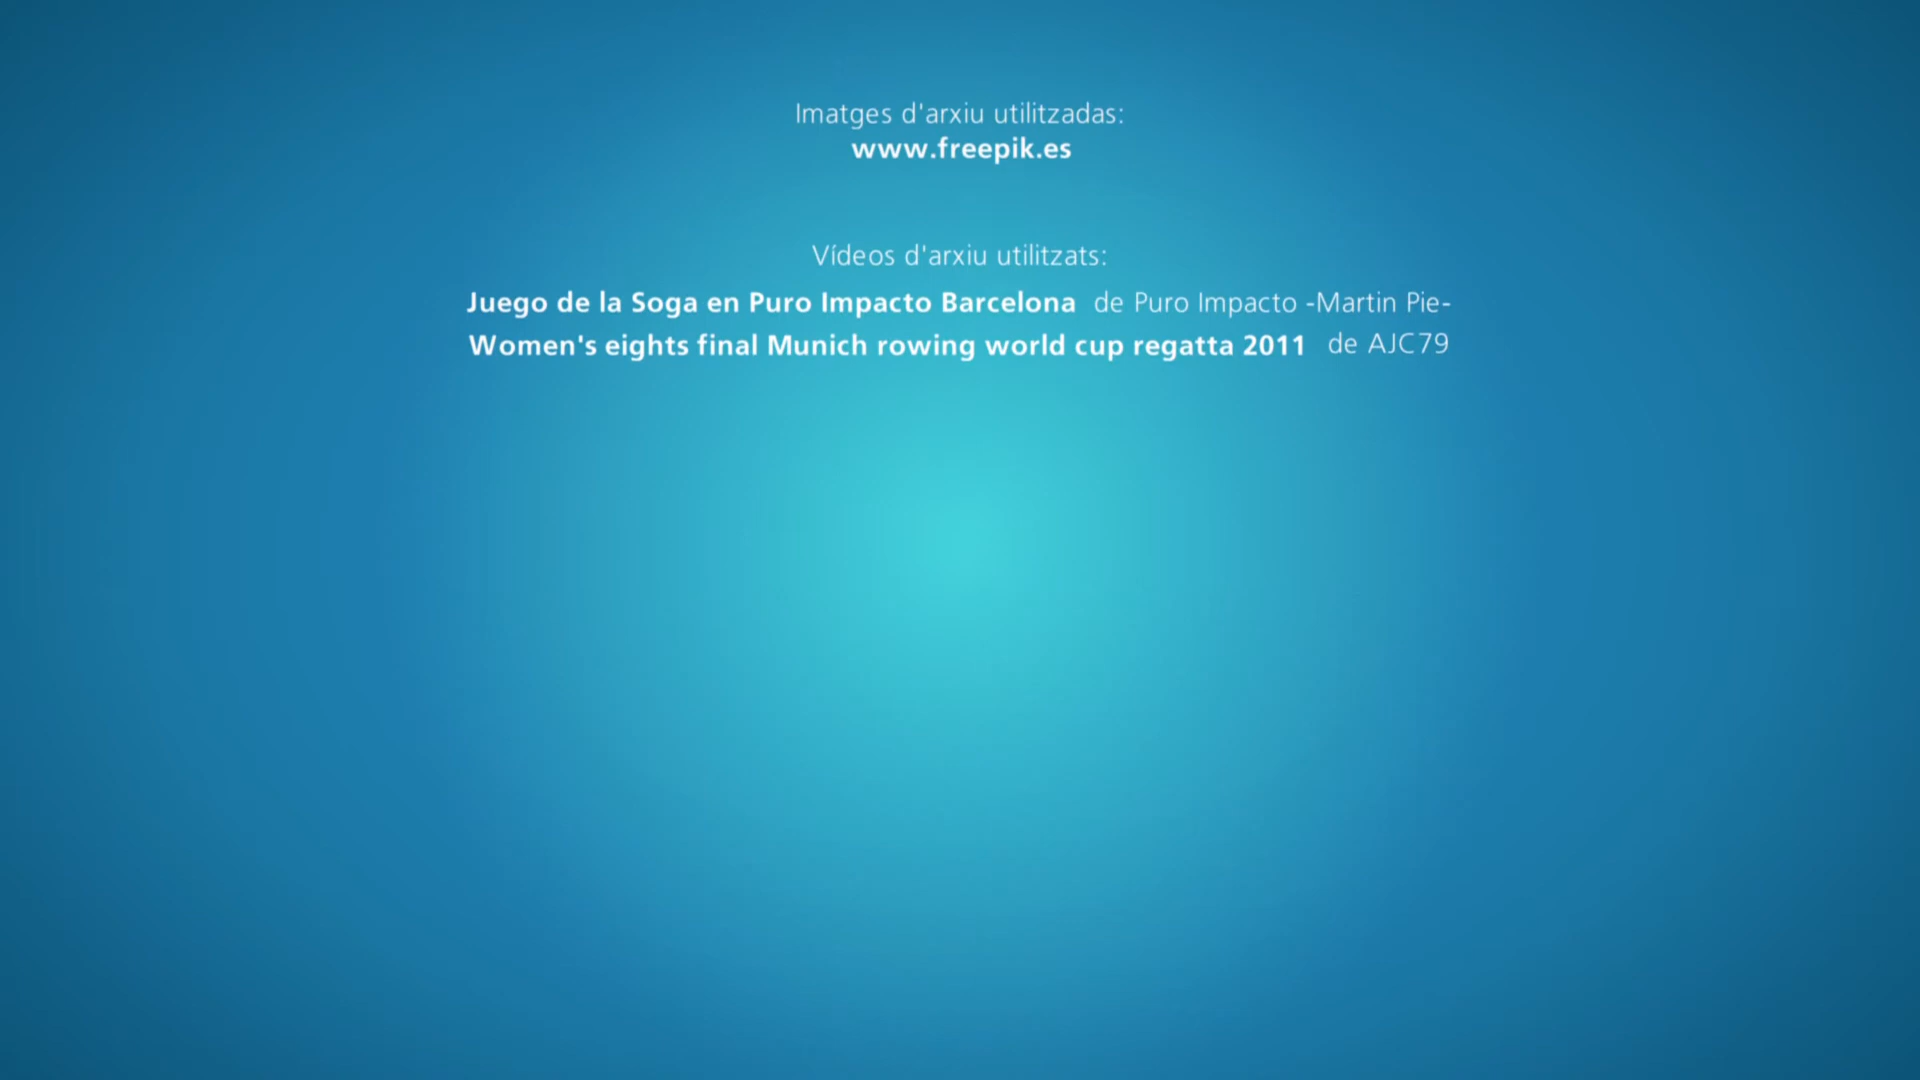 Imatges d'arxiu utilitzadas:
www.freepik.es
Vídeos d'arxiu utilitzats:
Juego de la Soga en Puro Impacto Barcelona de Puro Impacto -Martin Pie-
Women's eights final Munich rowing world cup regatta 2011 de AJC79